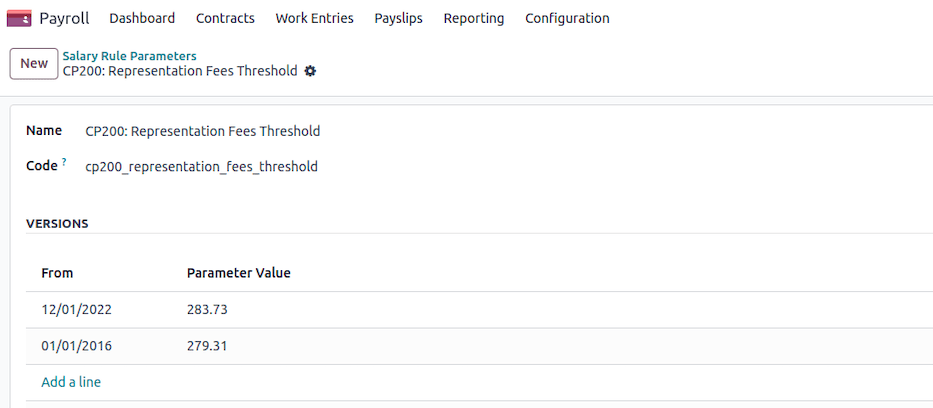 Payroll Dashboard Contracts Work Entries Payslips Reporting Configuration
New Salary Rule Parameters
CP200: Representation Fees Threshold
Name CP200: Representation Fees Threshold
Code ? cp200_representation_fees_threshold
VERSIONS
From Parameter Value
12/01/2022 283.73
01/01/2016 279.31
Add a line